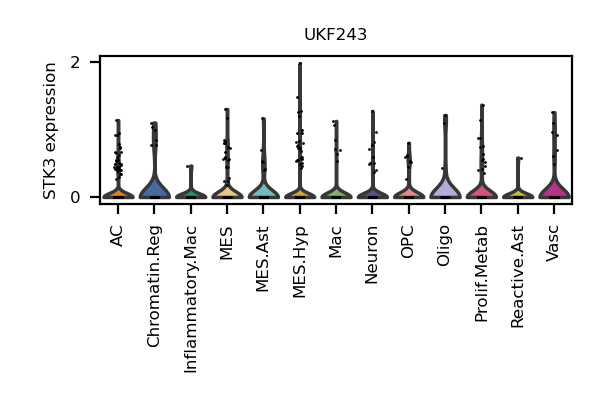 UKF243
STK3 expression
2
0
AC
Chromatin.Reg
Inflammatory.Mac
MES
MES.Ast
MES.Hyp
Mac
Neuron
OPC
Oligo
Prolif.Metab
Reactive.Ast
Vasc